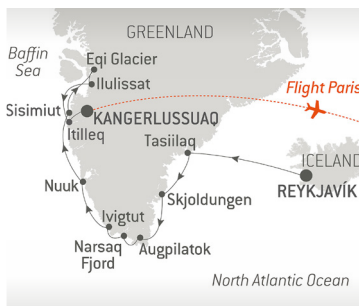 GREENLAND
Baffin
Sea
Eqi Glacier
Ilulissat
Flight Paris
Sisimiut
KANGERLUSSUAQ
Itilleq
Tasiilaq
ICELAND
REYKJAVÍK
Nuuk
Skjoldungen
Ivigtut
Narsaq
Fjord
Augpilatok
North Atlantic Ocean